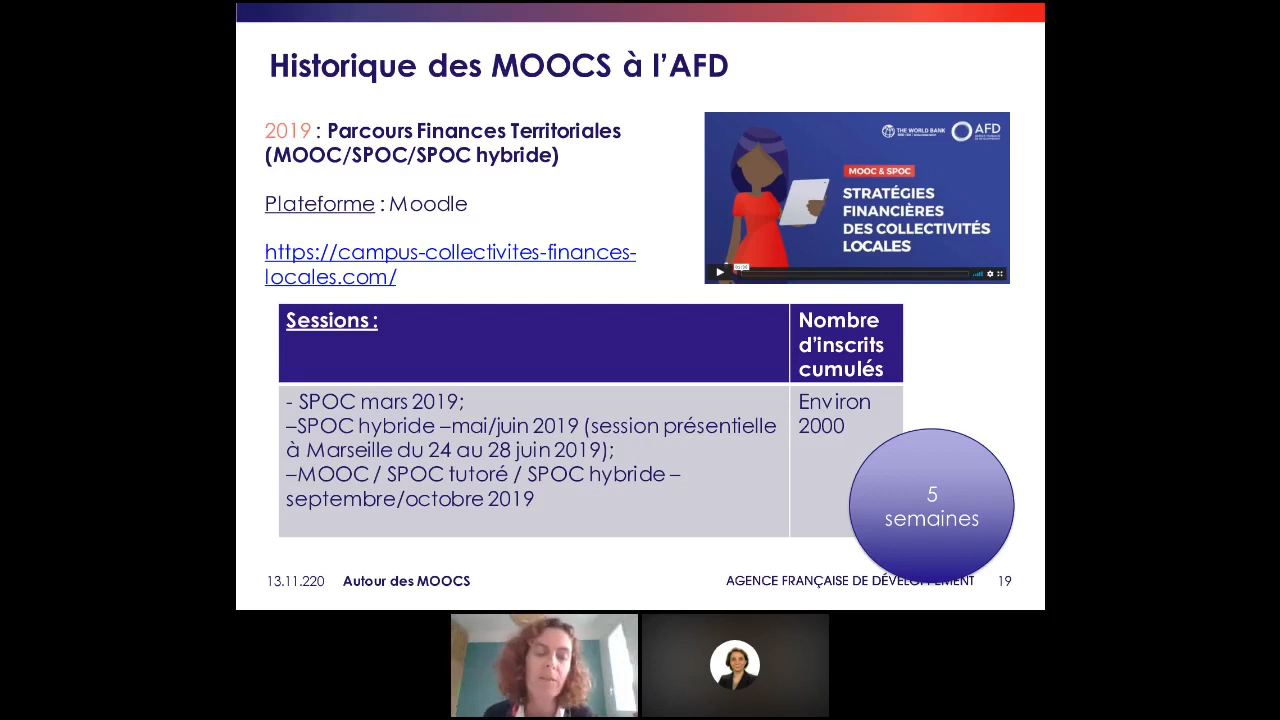 Historique des MOOCS à l'AFD
2019 : Parcours Finances Territoriales
(MOOC/SPOC/SPOC hybride)
Plateforme : Moodle
https://campus-collectivites-finances-
locales.com/
THE WORLD BANK
AFD
MOOC & SPOC
STRATÉGIES
FINANCIÈRES
DES COLLECTIVITÉS
LOCALES
Sessions :
Nombre
d'inscrits
cumulés
- SPOC mars 2019;
–SPOC hybride –mai/juin 2019 (session présentielle
à Marseille du 24 au 28 juin 2019);
–MOOC / SPOC tutoré / SPOC hybride –
septembre/octobre 2019
Environ
2000
5
semaines
13.11.220
Autour des MOOCS
AGENCE FRANÇAISE DE DÉVELOPPEMENT
19